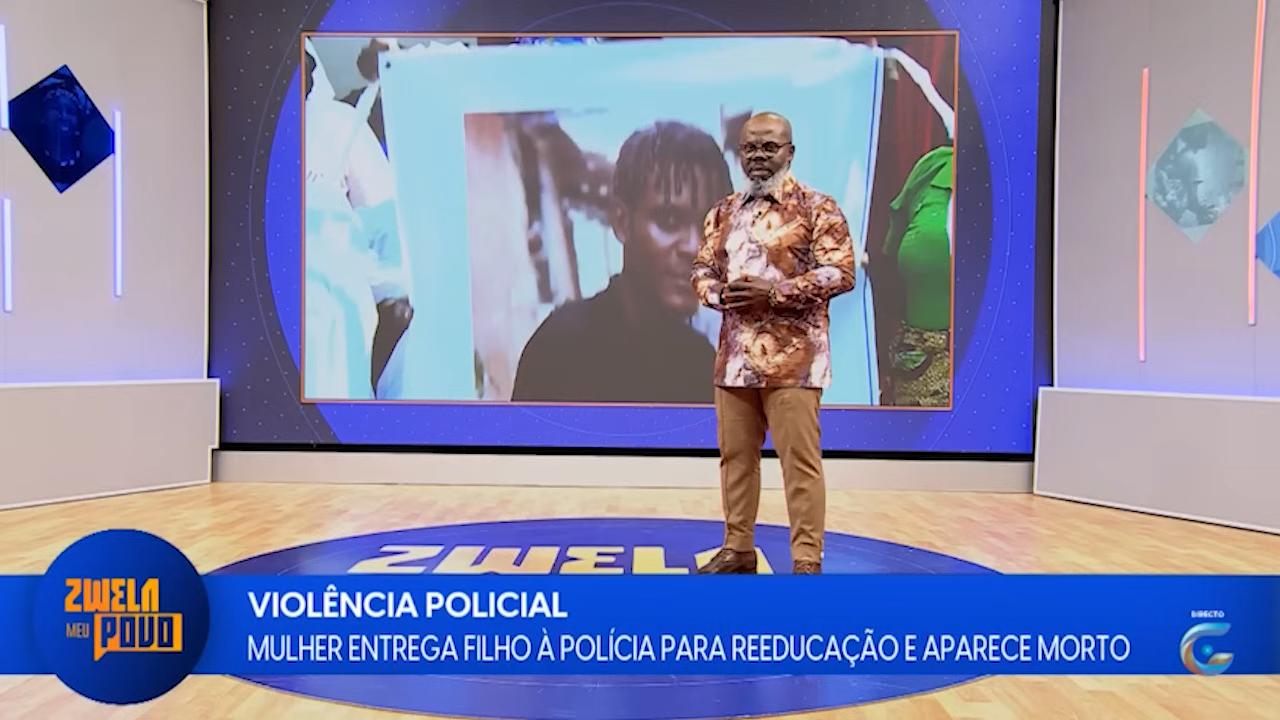 ZWELA
ZWELA
MEU POVO
VIOLÊNCIA POLICIAL
MULHER ENTREGA FILHO À POLÍCIA PARA REEDUCAÇÃO E APARECE MORTO
DIRECTO